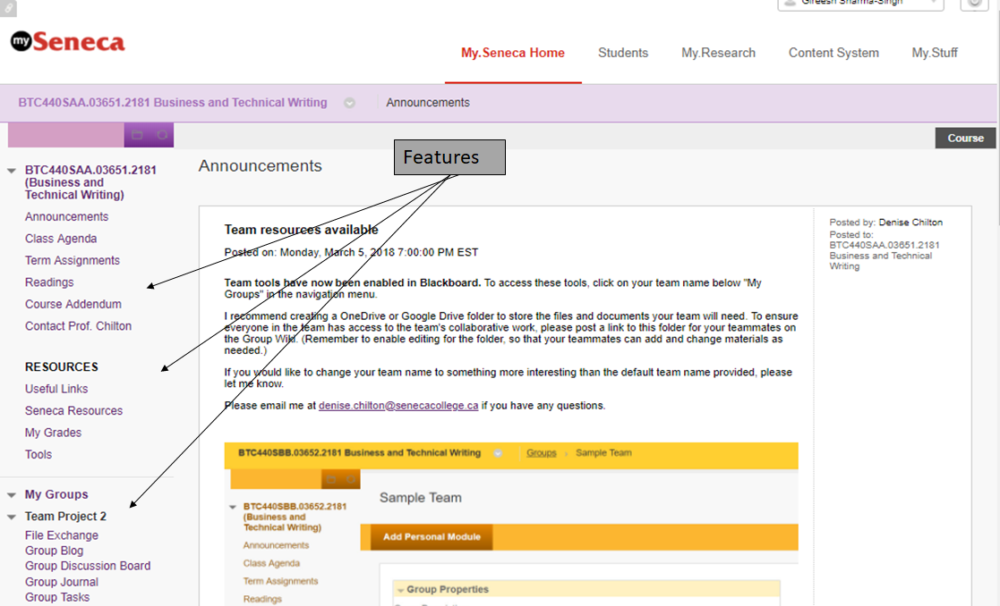 Gireesh Sharma-Singh
my Seneca
My.Seneca Home Students My.Research Content System My.Stuff
BTC440SAA.03651.2181 Business and Technical Writing Announcements
Course
Features
BTC440SAA.03651.2181
(Business and
Technical Writing)
Announcements
Class Agenda
Term Assignments
Readings
Course Addendum
Contact Prof. Chilton
RESOURCES
Useful Links
Seneca Resources
My Grades
Tools
My Groups
Team Project 2
File Exchange
Group Blog
Group Discussion Board
Group Journal
Group Tasks
Announcements
Team resources available
Posted on: Monday, March 5, 2018 7:00:00 PM EST
Team tools have now been enabled in Blackboard. To access these tools, click on your team name below "My
Groups" in the navigation menu.
I recommend creating a OneDrive or Google Drive folder to store the files and documents your team will need. To ensure
everyone in the team has access to the team's collaborative work, please post a link to this folder for your teammates on
the Group Wiki. (Remember to enable editing for the folder, so that your teammates can add and change materials as
needed.)
If you would like to change your team name to something more interesting than the default team name provided, please
let me know.
Please email me at denise.chilton@senecacollege.ca if you have any questions.
Posted by: Denise Chilton
Posted to:
BTC440SAA.03651.2181
Business and Technical
Writing
BTC440SBB.03652.2181 Business and Technical Writing Groups Sample Team
BTC440SBB.03652.2181
(Business and
Technical Writing)
Announcements
Class Agenda
Term Assignments
Readings
Sample Team
Add Personal Module
Group Properties